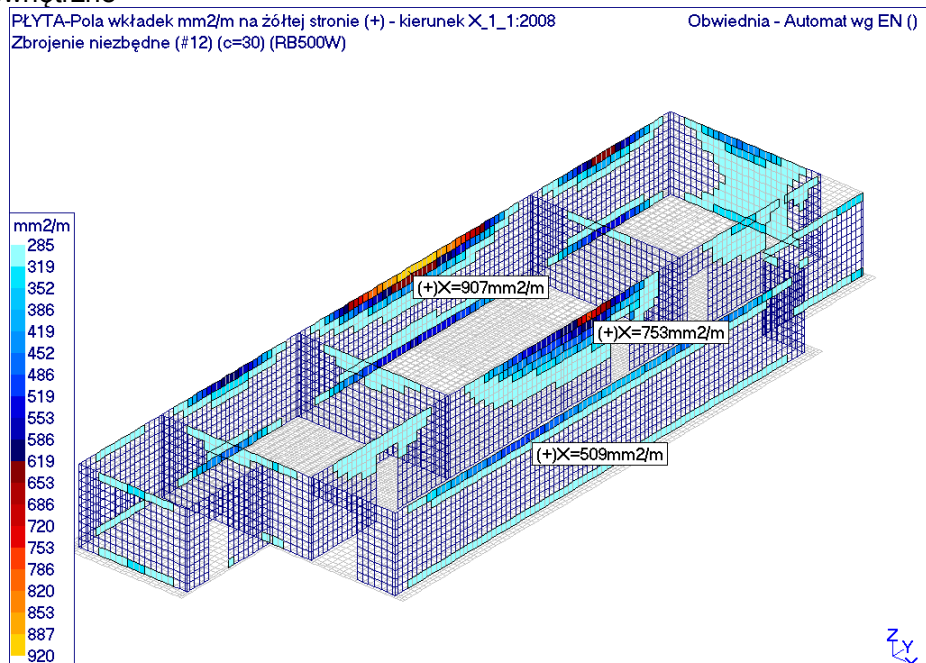 PŁYTA-Pola wkładek mm2/m na żółtej stronie (+) - kierunek X_1_1:2008
Obwiednia - Automat wg EN ()
Zbrojenie niezbędne (#12) (c=30) (RB500W)
(+)X=907mm2/m
(+)X=753mm2/m
(+)X=509mm2/m
mm2/m
285
319
352
386
419
452
486
519
553
586
619
653
686
720
753
786
820
853
887
920
Z
Y